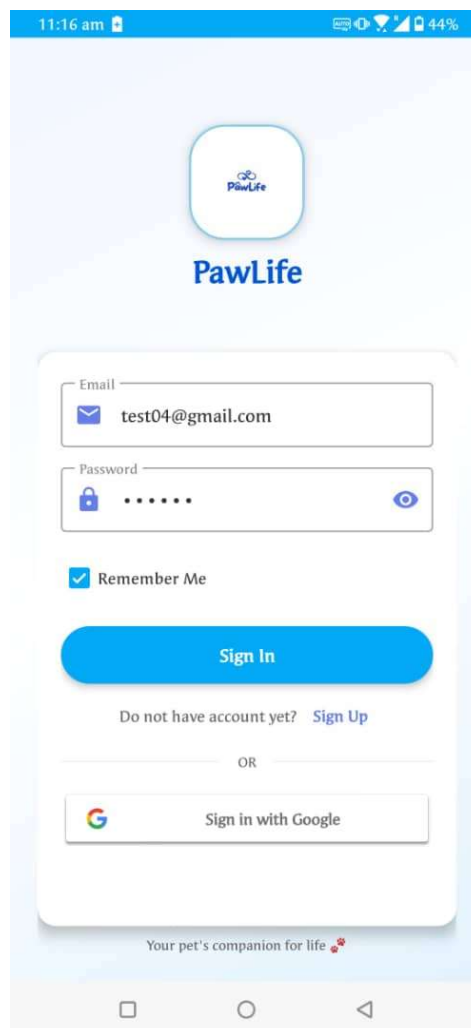 11:16 am
44%
PawLife
PawLife
Email
test04@gmail.com
Password
Remember Me
Sign In
Do not have account yet? Sign Up
OR
G
Sign in with Google
Your pet's companion for life